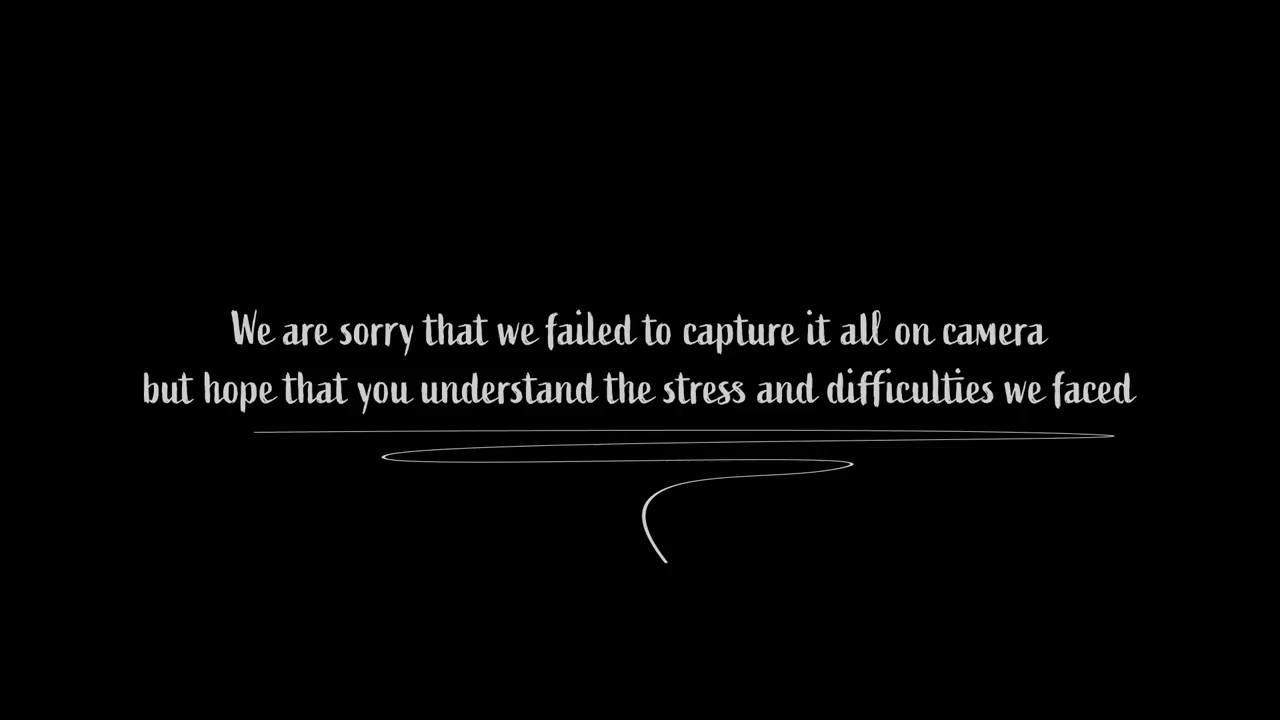 We are sorry that we failed to capture it all on camera
but hope that you understand the stress and difficulties we faced